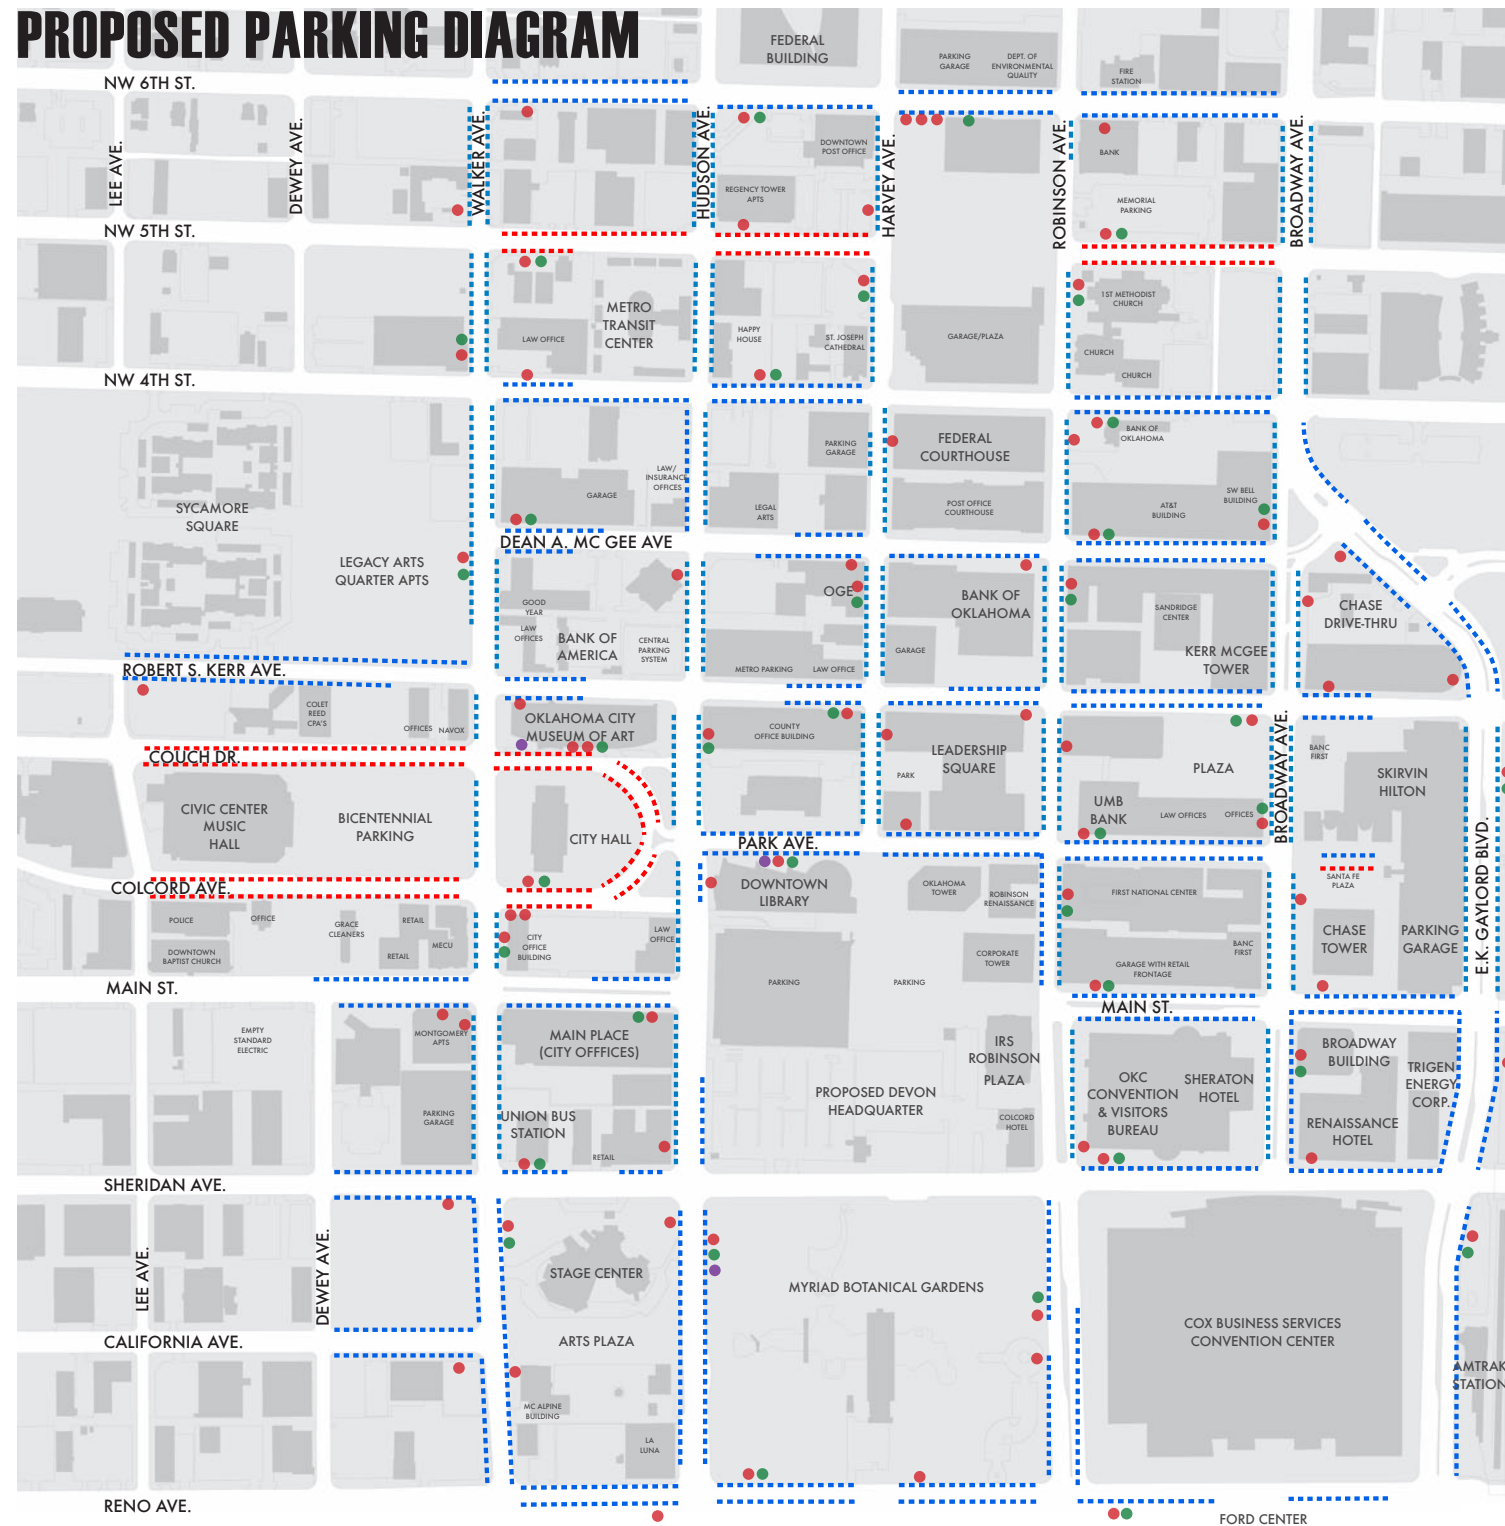 PROPOSED PARKING DIAGRAM
FEDERAL
BUILDING
PARKING
GARAGE
DEPT. OF
ENVIRONMENTAL
QUALITY
FIRE
STATION
NW 6TH ST.
LEE AVE.
DEWEY AVE.
WALKER AVE.
HUDSON AVE.
HARVEY AVE.
ROBINSON AVE.
BROADWAY AVE.
DOWNTOWN
POST OFFICE
REGENCY TOWER
APTS
BANK
MEMORIAL
PARKING
NW 5TH ST.
METRO
TRANSIT
CENTER
LAW OFFICE
HAPPY
HOUSE
ST. JOSEPH
CATHEDRAL
GARAGE/PLAZA
1ST METHODIST
CHURCH
CHURCH
CHURCH
NW 4TH ST.
SYCAMORE
SQUARE
LEGACY ARTS
QUARTER APTS
GARAGE
LAW/
INSURANCE
OFFICES
PARKING
GARAGE
LEGAL
ARTS
FEDERAL
COURTHOUSE
POST OFFICE
COURTHOUSE
BANK OF
OKLAHOMA
AT&T
BUILDING
SW BELL
BUILDING
DEAN A. MC GEE AVE
GOOD
YEAR
LAW
OFFICES
BANK OF
AMERICA
CENTRAL
PARKING
SYSTEM
OGE
METRO PARKING
LAW OFFICE
BANK OF
OKLAHOMA
GARAGE
SANDRIDGE
CENTER
KERR MCGEE
TOWER
CHASE
DRIVE-THRU
ROBERT S. KERR AVE.
COLET
REED
CPA'S
OFFICES
NAVOX
OKLAHOMA CITY
MUSEUM OF ART
COUNTY
OFFICE BUILDING
LEADERSHIP
SQUARE
PARK
PLAZA
UMB
BANK
LAW OFFICES
OFFICES
BROADWAY AVE.
BANC
FIRST
SKIRVIN
HILTON
COUCH DR.
CIVIC CENTER
MUSIC
HALL
BICENTENNIAL
PARKING
CITY HALL
PARK AVE.
E.K. GAYLORD BLVD.
COLCORD AVE.
DOWNTOWN
LIBRARY
OKLAHOMA
TOWER
ROBINSON
RENAISSANCE
FIRST NATIONAL CENTER
SANTA FE
PLAZA
POLICE
OFFICE
GRACE
CLEANERS
RETAIL
RETAIL
MECU
DOWNTOWN
BAPTIST CHURCH
CITY
OFFICE
BUILDING
LAW
OFFICE
CORPORATE
TOWER
BANC
FIRST
GARAGE WITH RETAIL
FRONTAGE
CHASE
TOWER
PARKING
GARAGE
PARKING
PARKING
MAIN ST.
MAIN ST.
EMPTY
STANDARD
ELECTRIC
MONTGOMERY
APTS
PARKING
GARAGE
MAIN PLACE
(CITY OFFFICES)
UNION BUS
STATION
RETAIL
PROPOSED DEVON
HEADQUARTER
IRS
ROBINSON
PLAZA
COLCORD
HOTEL
OKC
CONVENTION
& VISITORS
BUREAU
SHERATON
HOTEL
BROADWAY
BUILDING
TRIGEN
ENERGY
CORP.
RENAISSANCE
HOTEL
SHERIDAN AVE.
LEE AVE.
DEWEY AVE.
STAGE CENTER
ARTS PLAZA
MYRIAD BOTANICAL GARDENS
COX BUSINESS SERVICES
CONVENTION CENTER
AMTRAK
STATION
CALIFORNIA AVE.
MC ALPINE
BUILDING
LA
LUNA
RENO AVE.
FORD CENTER